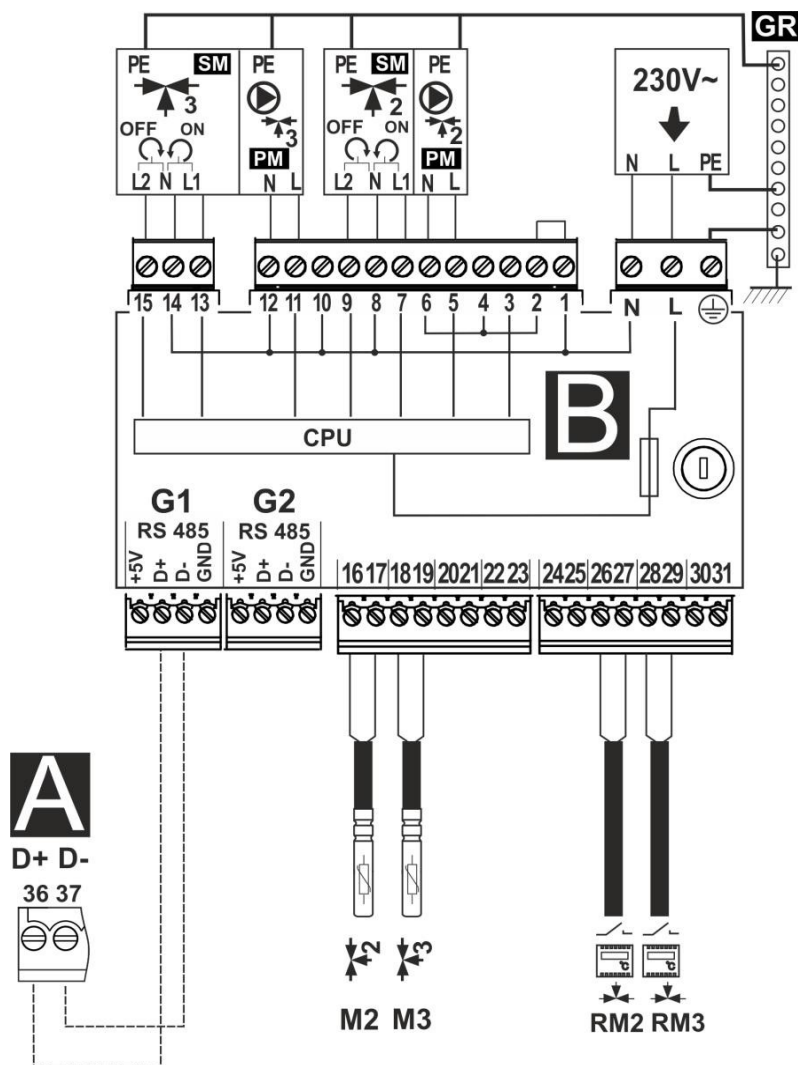 GR
PE SM PE PE SM PE
3 3 2 2
230V~
OFF ON OFF ON
PM PM
L2 N L1 N L L2 N L1 N L
N L PE
15 14 13 12 11 10 9 8 7 6 5 4 3 2 1 N L
CPU
B
G1 G2
RS 485 RS 485
+5V D+ D- GND +5V D+ D- GND
16 17 18 19 20 21 22 23 24 25 26 27 28 29 30 31
A
D+ D-
36 37
2 3
°C °C
M2 M3
RM2 RM3